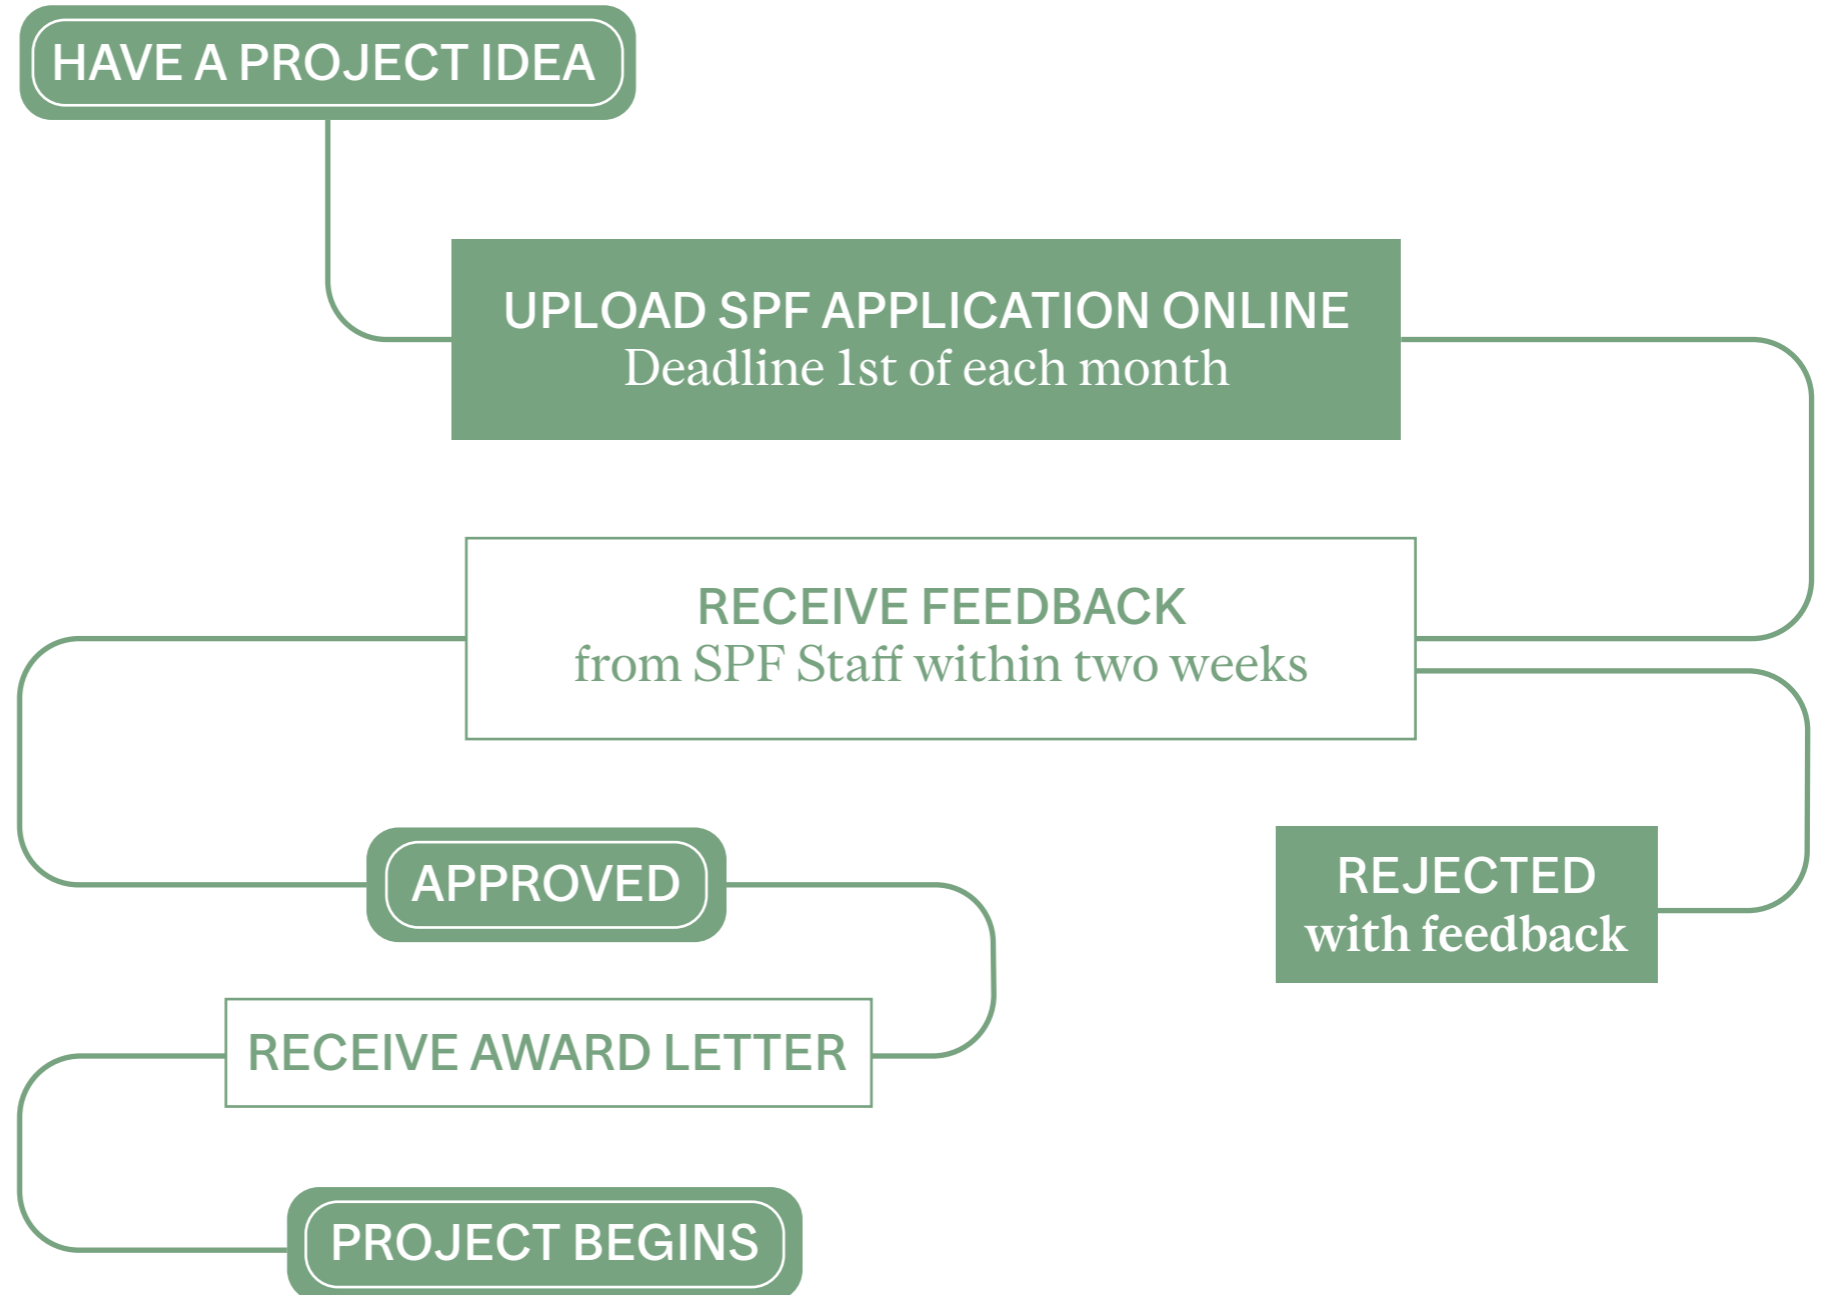 HAVE A PROJECT IDEA
UPLOAD SPF APPLICATION ONLINE
Deadline 1st of each month
RECEIVE FEEDBACK
from SPF Staff within two weeks
APPROVED
REJECTED
with feedback
RECEIVE AWARD LETTER
PROJECT BEGINS